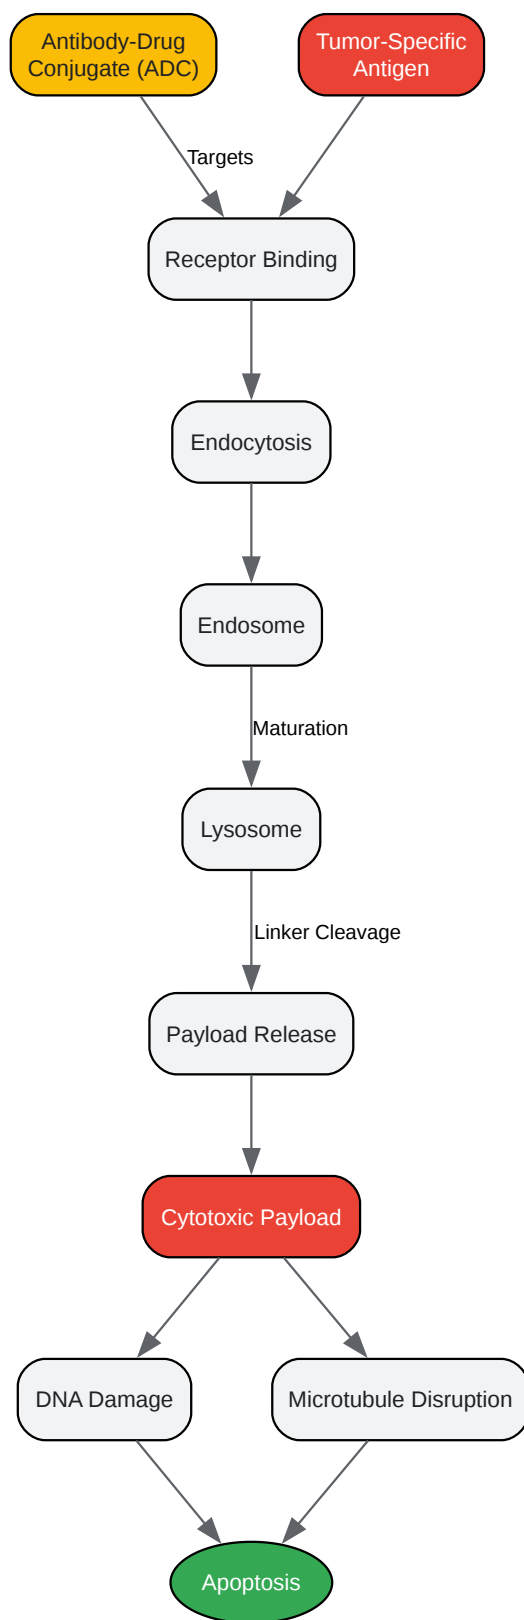 Antibody-Drug
Conjugate (ADC)
Tumor-Specific
Antigen
Targets
Receptor Binding
Endocytosis
Endosome
Maturation
Lysosome
Linker Cleavage
Payload Release
Cytotoxic Payload
DNA Damage
Microtubule Disruption
Apoptosis